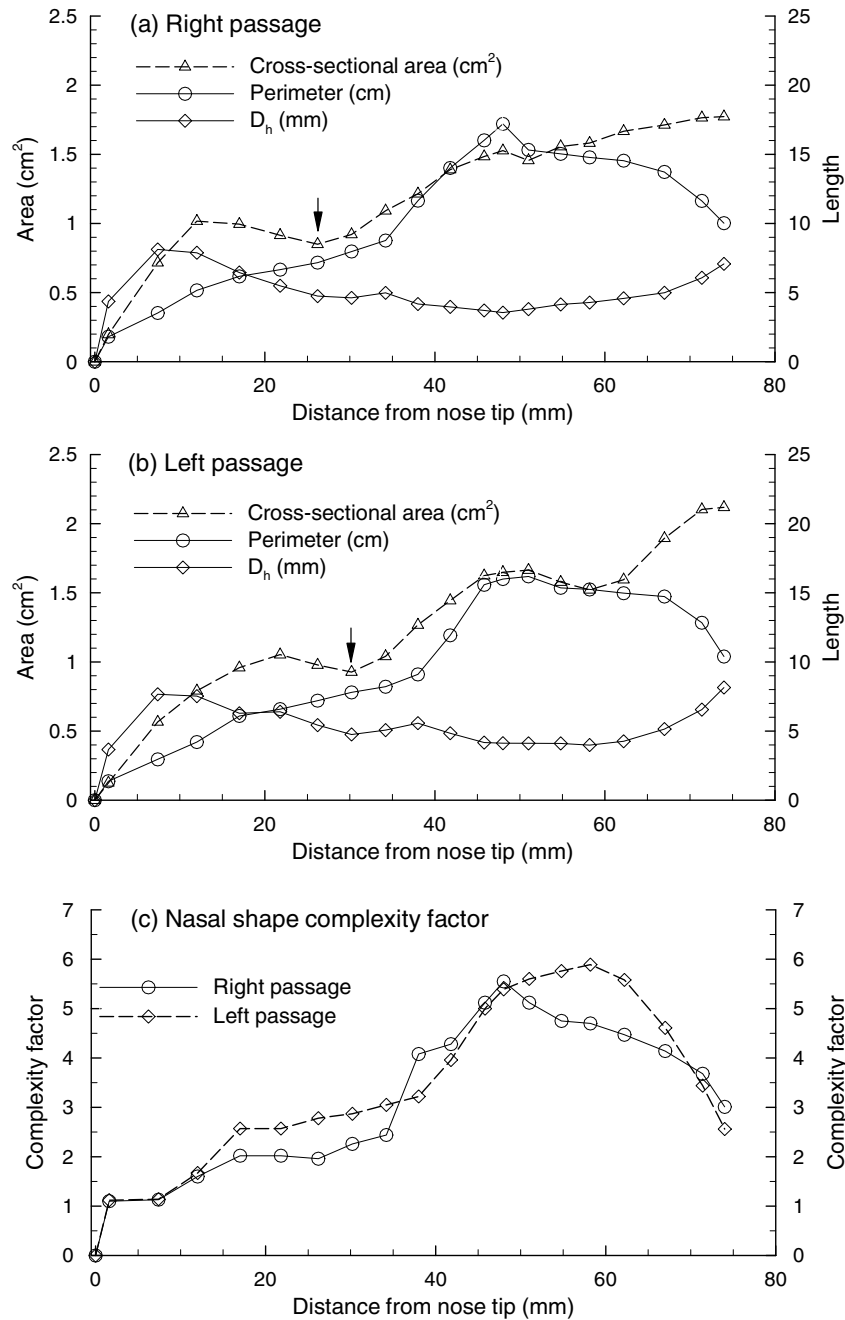 (a) Right passage
Cross-sectional area (cm²)
Perimeter (cm)
Dₕ (mm)
2.5
2
1.5
1
0.5
0
Area (cm²)
25
20
15
10
5
0
Length
0
20
40
60
80
Distance from nose tip (mm)
(b) Left passage
Cross-sectional area (cm²)
Perimeter (cm)
Dₕ (mm)
2.5
2
1.5
1
0.5
0
Area (cm²)
25
20
15
10
5
0
Length
0
20
40
60
80
Distance from nose tip (mm)
(c) Nasal shape complexity factor
Right passage
Left passage
7
6
5
4
3
2
1
0
Complexity factor
7
6
5
4
3
2
1
0
Complexity factor
0
20
40
60
80
Distance from nose tip (mm)